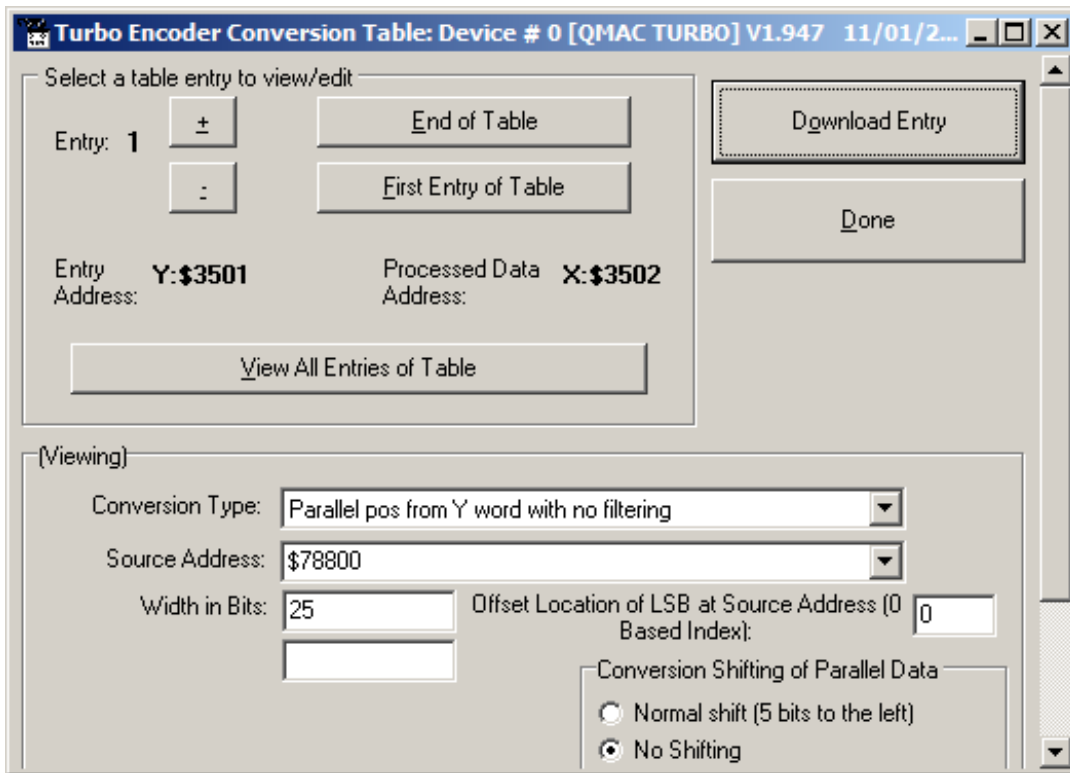 Turbo Encoder Conversion Table: Device # 0 [QMAC TURBO] V1.947 11/01/2...
Select a table entry to view/edit
Entry: 1
+
End of Table
Download Entry
-
First Entry of Table
Done
Entry Address:
Y:$3501
Processed Data Address:
X:$3502
View All Entries of Table
(Viewing)
Conversion Type: Parallel pos from Y word with no filtering
Source Address: $78800
Width in Bits: 25
Offset Location of LSB at Source Address (0
Based Index):
0
Conversion Shifting of Parallel Data
Normal shift (5 bits to the left)
No Shifting